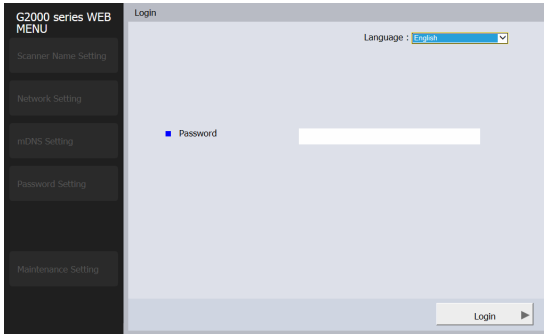 G2000 series WEB
MENU
Login
Language : English
Scanner Name Setting
Network Setting
mDNS Setting
Password Setting
Maintenance Setting
Password
Login